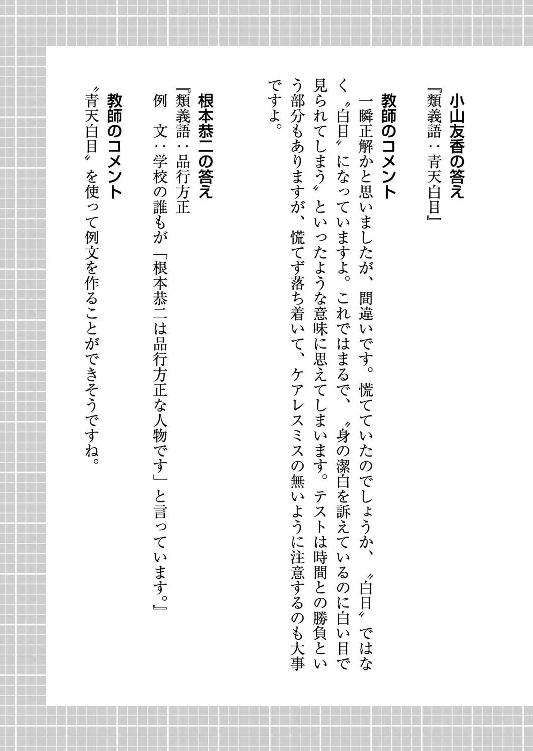 小山友香の答え
『類義語：青天白目』
教師のコメント
一瞬正解かと思いましたが、間違いです。慌てていたのでしょうか、〝白日〟ではな
く〝白目〟になっていますよ。これではまるで、〝身の潔白を訴えているのに白い目で
見られてしまう〟といったような意味に思えてしまいます。テストは時間との勝負とい
う部分もありますが、慌てず落ち着いて、ケアレスミスの無いように注意するのも大事
ですよ。
根本恭二の答え
『類義語：品行方正
例　文：学校の誰もが「根本恭二は品行方正な人物です」と言っています。』
教師のコメント
〝青天白目〟を使って例文を作ることができそうですね。